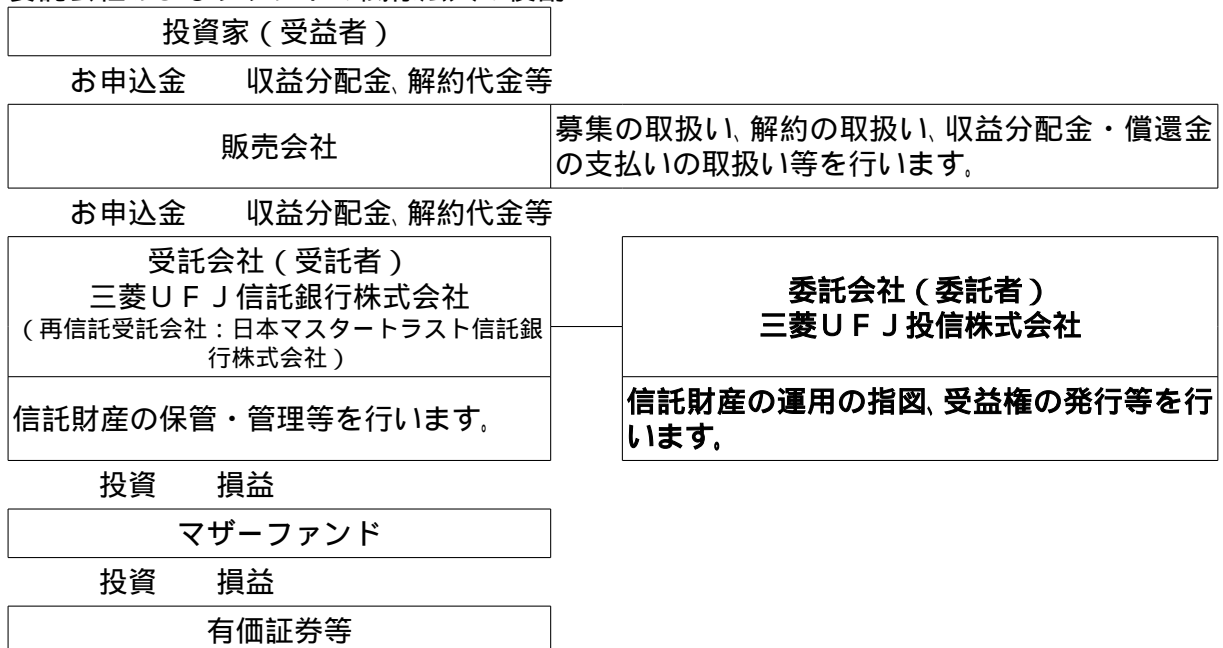 投資家(受益者)
お申込金 収益分配金、解約代金等
販売会社
募集の取扱い、解約の取扱い、収益分配金・償還金
の支払いの取扱い等を行います。
お申込金 収益分配金、解約代金等
受託会社(受託者)
三菱UFJ信託銀行株式会社
(再信託受託会社:日本マスタートラスト信託銀
行株式会社)
委託会社(委託者)
三菱UFJ投信株式会社
信託財産の保管・管理等を行います。
信託財産の運用の指図、受益権の発行等を行
います。
投資 損益
マザーファンド
投資 損益
有価証券等